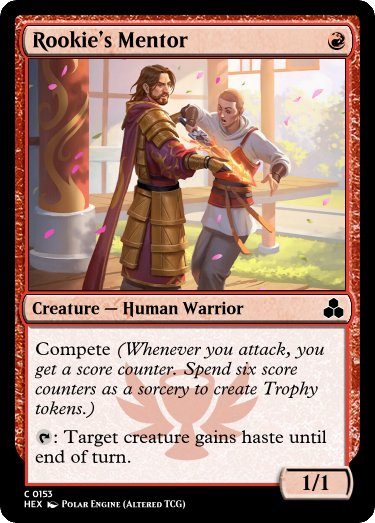 Rookie's Mentor
Creature — Human Warrior
Compete (Whenever you attack, you
get a score counter. Spend six score
counters as a sorcery to create Trophy
tokens.)
: Target creature gains haste until
end of turn.
1/1
C 0153
HEX Polar Engine (Altered TCG)